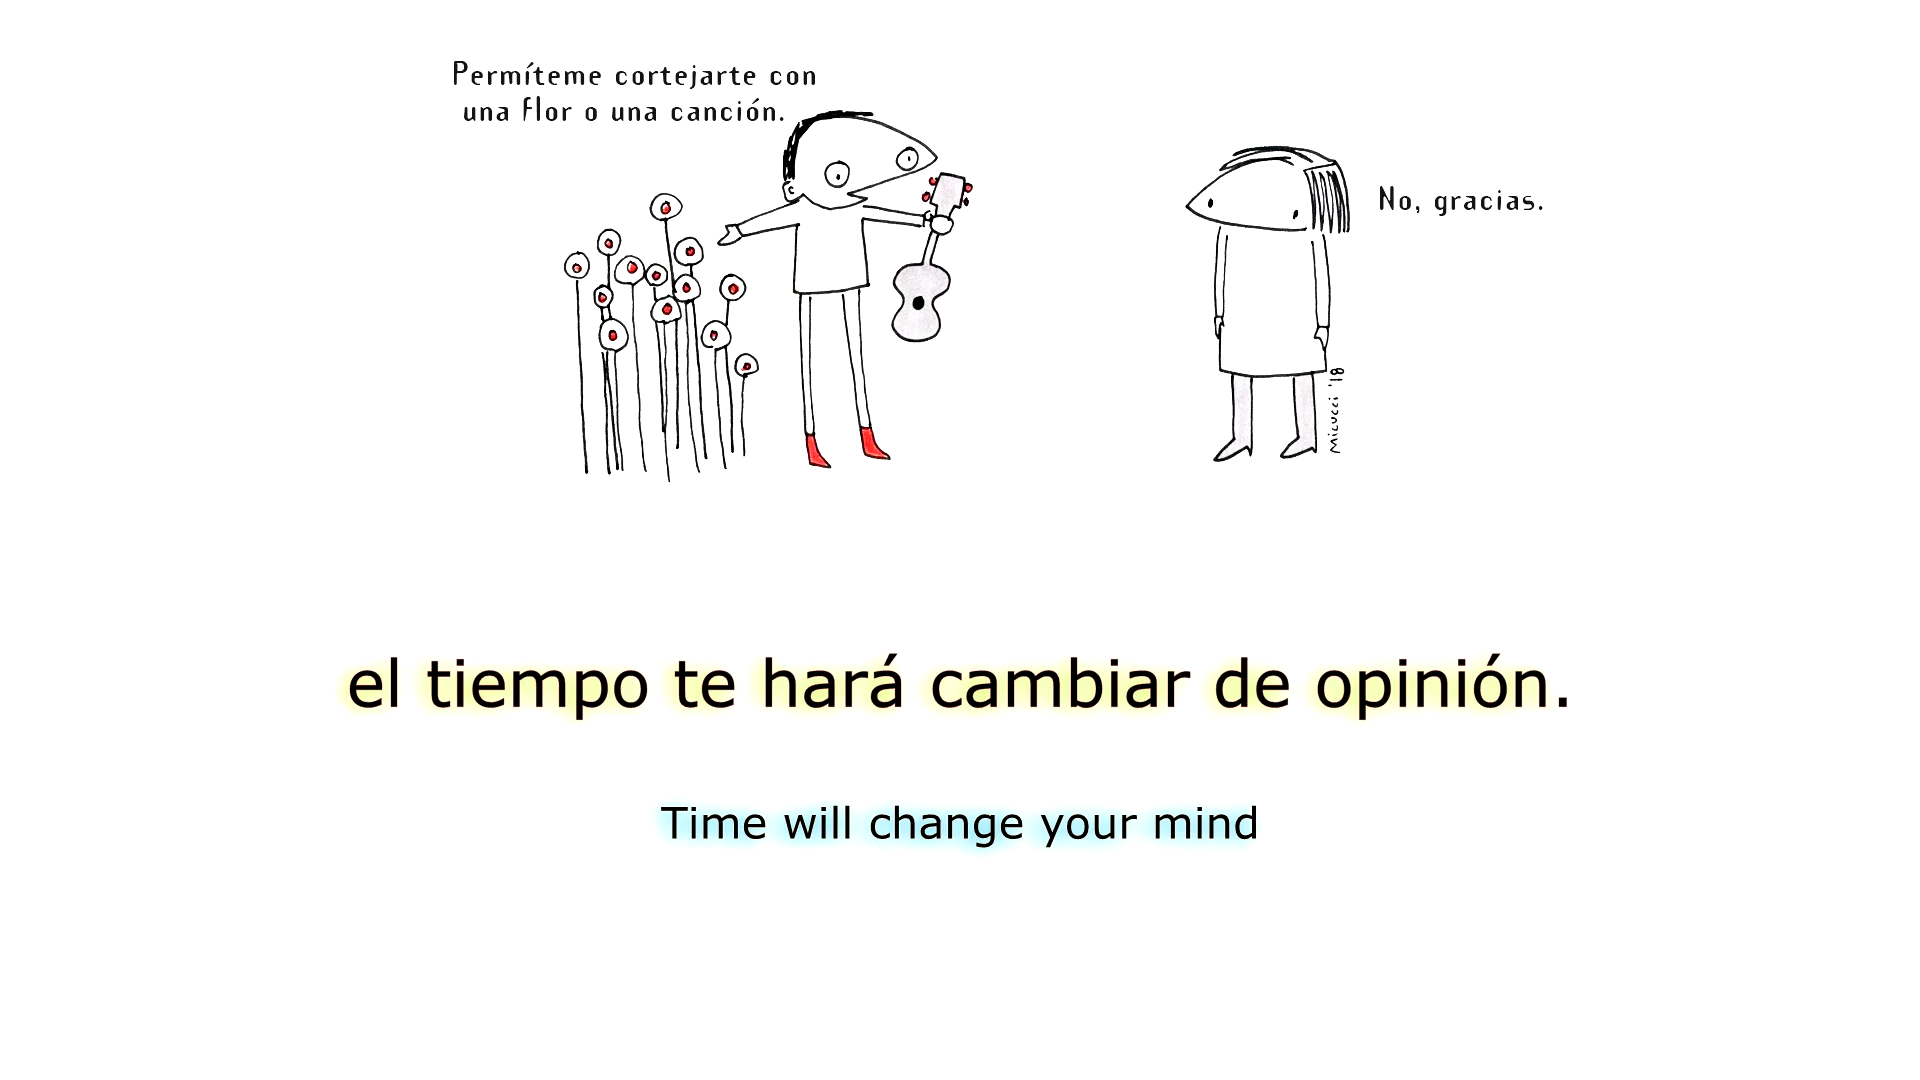 Permíteme cortejarte con
una flor o una canción.
No, gracias.
Micucci '18
el tiempo te hará cambiar de opinión.
Time will change your mind